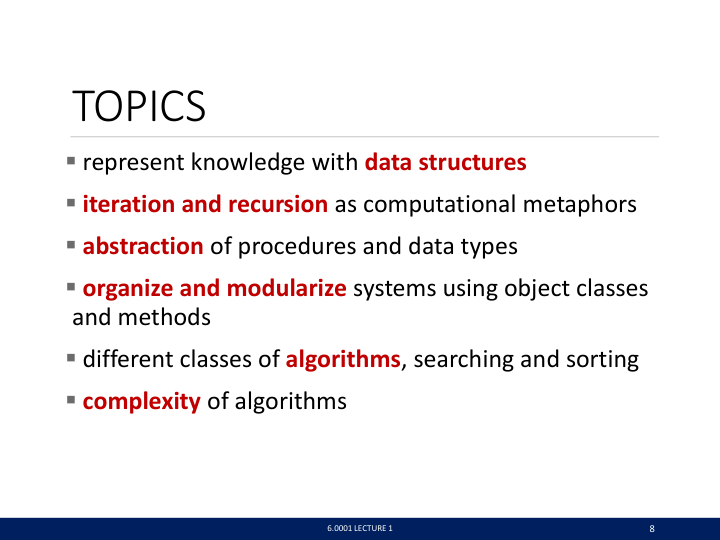 TOPICS
▪ represent knowledge with data structures
▪ iteration and recursion as computational metaphors
▪ abstraction of procedures and data types
▪ organize and modularize systems using object classes
and methods
▪ different classes of algorithms, searching and sorting
▪ complexity of algorithms
6.0001 LECTURE 1
8